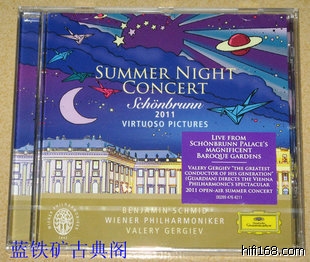 SUMMER NIGHT
CONCERT
Schönbrunn
2011
VIRTUOSO PICTURES
LIVE FROM
SCHÖNBRUNN PALACE'S
MAGNIFICENT
BAROQUE GARDENS
VALERY GERGIEV "THE GREATEST
CONDUCTOR OF HIS GENERATION"
(GUARDIAN) DIRECTS THE VIENNA
PHILHARMONIC'S SPECTACULAR
2011 OPEN-AIR SUMMER CONCERT
BENJAMIN SCHMID
WIENER PHILHARMONIKER
VALERY GERGIEV
蓝铁矿古典阁
hifi168.com